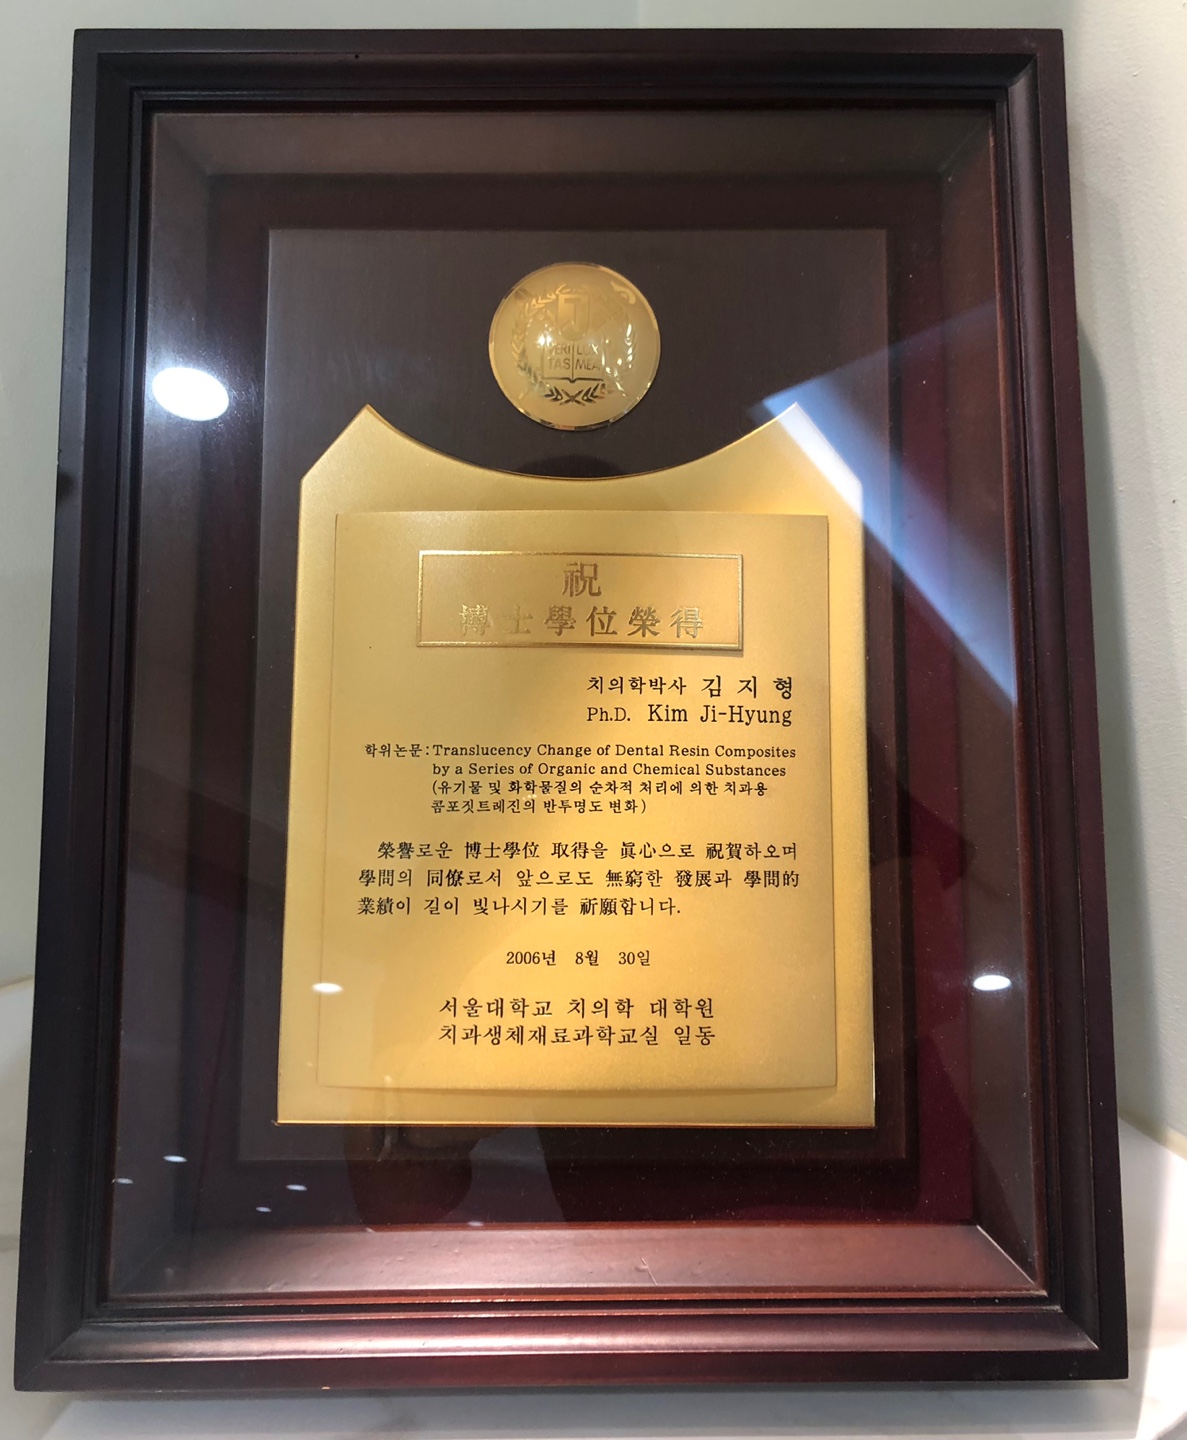 VERI LUX
TAS MEA
祝
博士學位榮得
치의학박사 김 지 형
Ph.D. Kim Ji-Hyung
학위논문: Translucency Change of Dental Resin Composites
by a Series of Organic and Chemical Substances
(유기물 및 화학물질의 순차적 처리에 의한 치과용
콤포짓트레진의 반투명도 변화)
榮譽로운 博士學位 取得을 眞心으로 祝賀하오며
學問의 同僚로서 앞으로도 無窮한 發展과 學問的
業績이 길이 빛나시기를 祈願합니다.
2006년 8월 30일
서울대학교 치의학 대학원
치과생체재료과학교실 일동